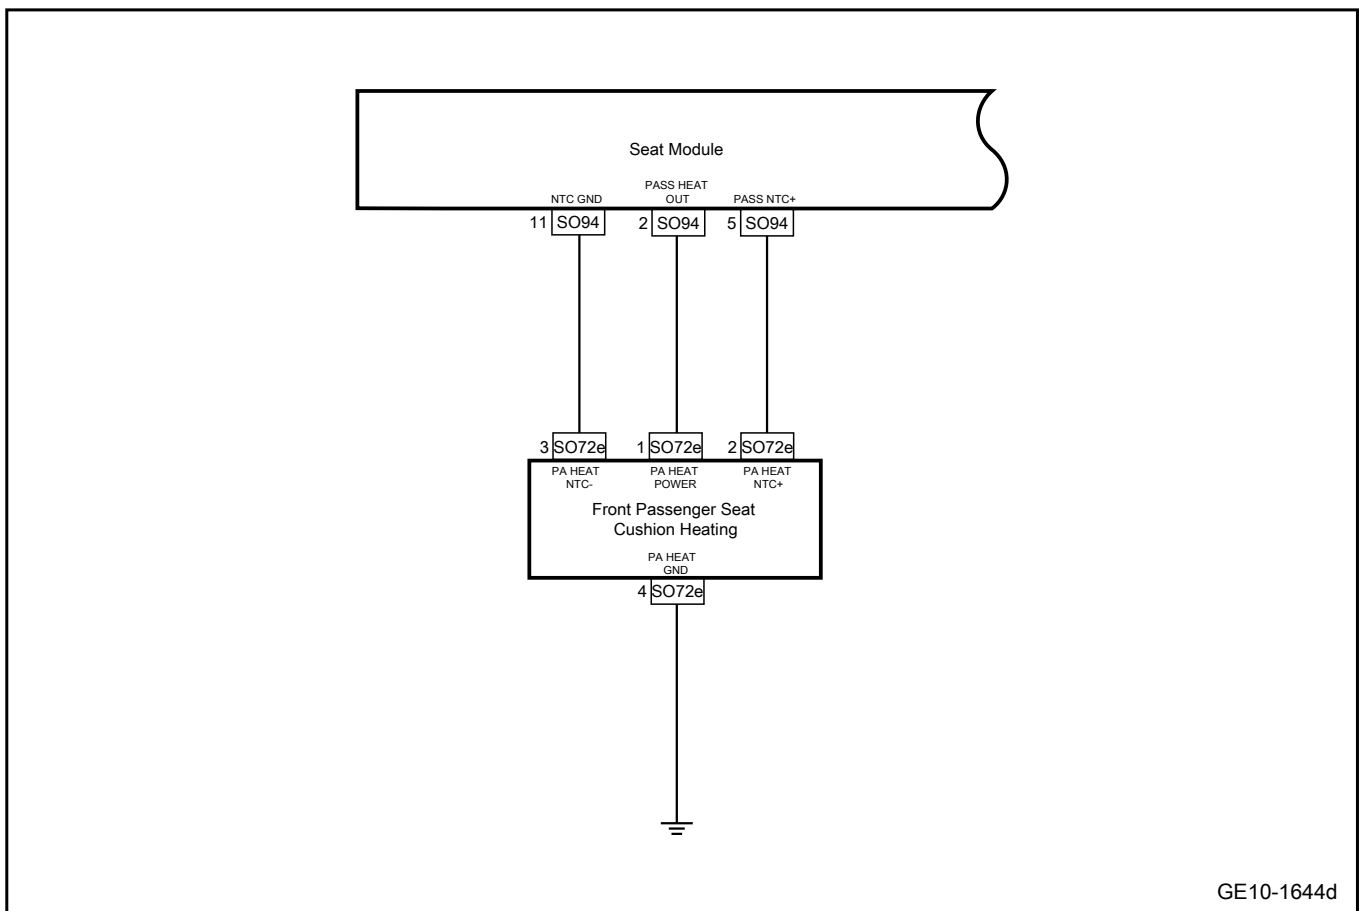 Seat Module
NTC GND
PASS HEAT
OUT
PASS NTC+
11 SO94
2 SO94
5 SO94
3 SO72e
1 SO72e
2 SO72e
PA HEAT
NTC-
PA HEAT
POWER
PA HEAT
NTC+
Front Passenger Seat
Cushion Heating
PA HEAT
GND
4 SO72e
GE10-1644d